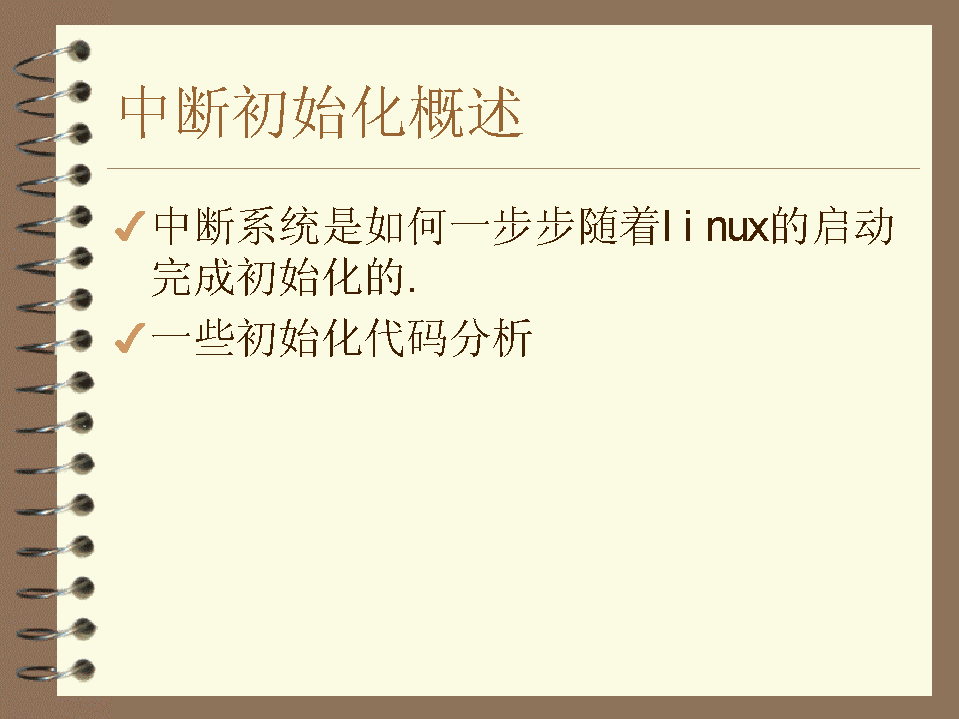 中断初始化概述
中断系统是如何一步步随着linux的启动
完成初始化的.
一些初始化代码分析